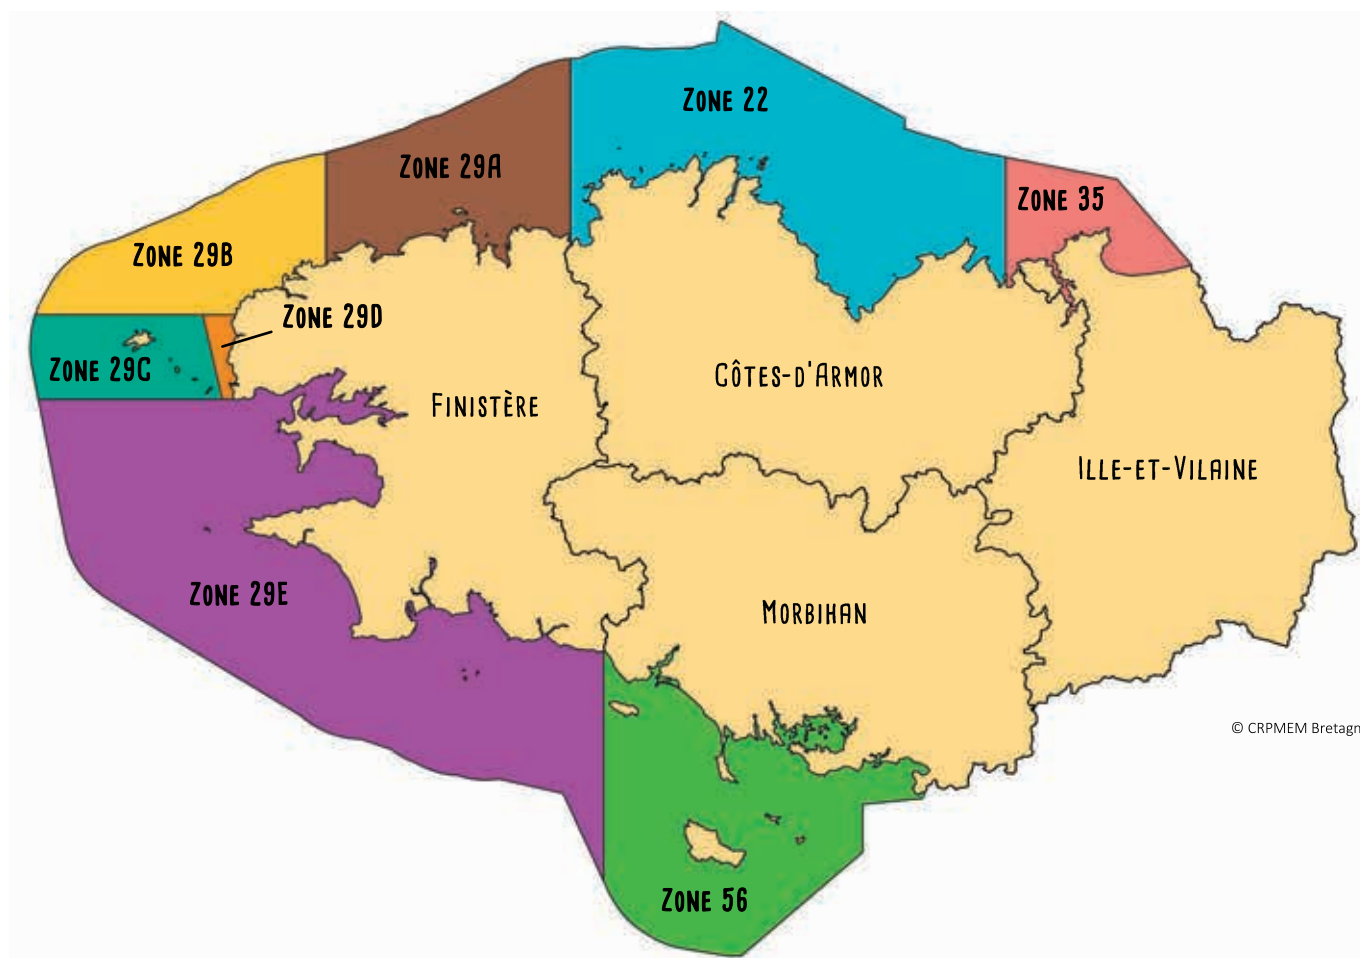 Zone 22
Zone 29A
Zone 35
Zone 29B
Zone 29D
Zone 29C
Côtes-d'Armor
Finistère
Ille-et-Vilaine
Zone 29E
Morbihan
© CRPMEM Bretagn
Zone 56